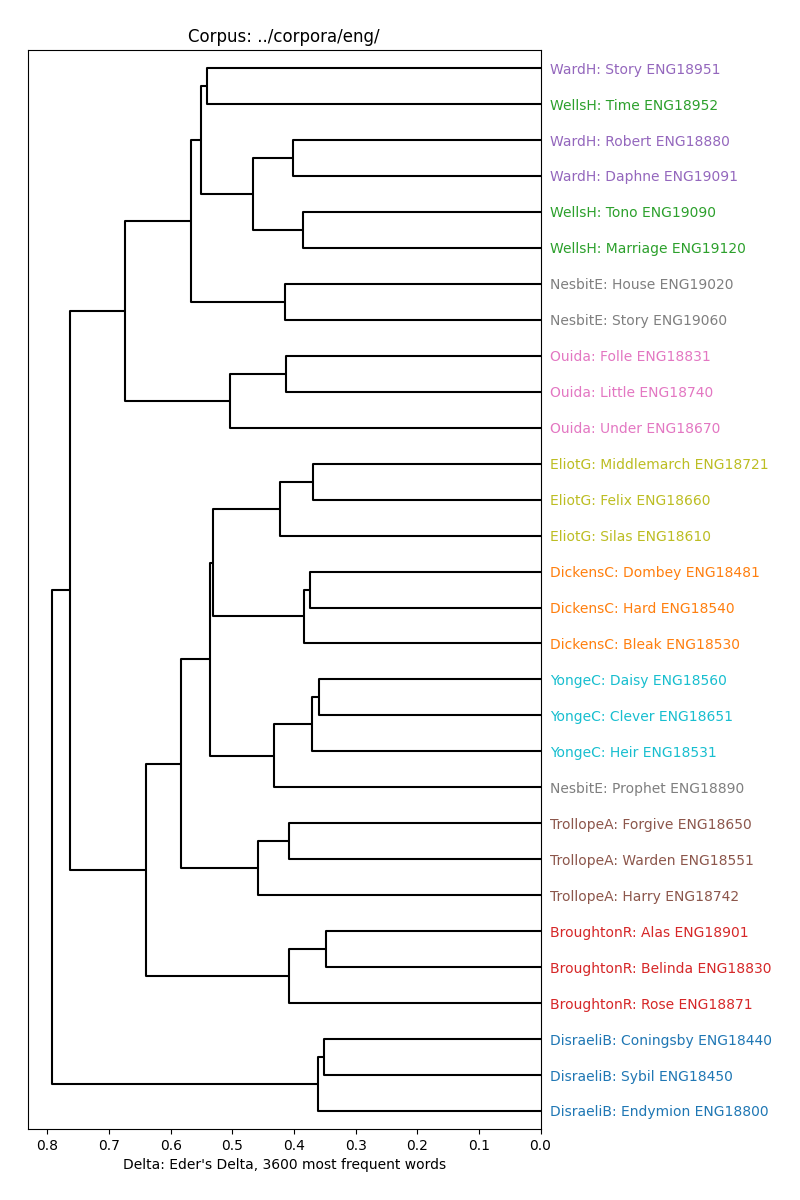 Corpus: ../corpora/eng/
WardH: Story ENG18951
WellsH: Time ENG18952
WardH: Robert ENG18880
WardH: Daphne ENG19091
WellsH: Tono ENG19090
WellsH: Marriage ENG19120
NesbitE: House ENG19020
NesbitE: Story ENG19060
Ouida: Folle ENG18831
Ouida: Little ENG18740
Ouida: Under ENG18670
EliotG: Middlemarch ENG18721
EliotG: Felix ENG18660
EliotG: Silas ENG18610
DickensC: Dombey ENG18481
DickensC: Hard ENG18540
DickensC: Bleak ENG18530
YongeC: Daisy ENG18560
YongeC: Clever ENG18651
YongeC: Heir ENG18531
NesbitE: Prophet ENG18890
TrollopeA: Forgive ENG18650
TrollopeA: Warden ENG18551
TrollopeA: Harry ENG18742
BroughtonR: Alas ENG18901
BroughtonR: Belinda ENG18830
BroughtonR: Rose ENG18871
DisraeliB: Coningsby ENG18440
DisraeliB: Sybil ENG18450
DisraeliB: Endymion ENG18800
0.8 0.7 0.6 0.5 0.4 0.3 0.2 0.1 0.0
Delta: Eder's Delta, 3600 most frequent words